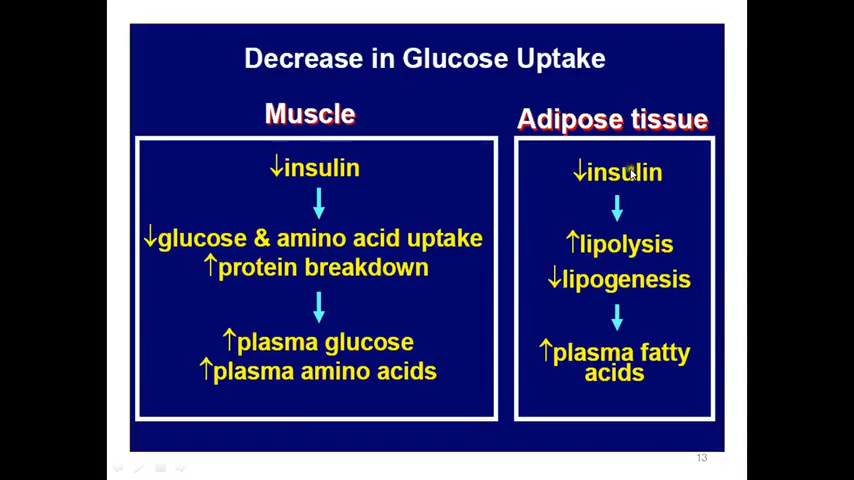 Decrease in Glucose Uptake
Muscle
↓insulin
↓glucose & amino acid uptake
↑protein breakdown
↑plasma glucose
↑plasma amino acids
Adipose tissue
↓insulin
↑lipolysis
↓lipogenesis
↑plasma fatty
acids
13